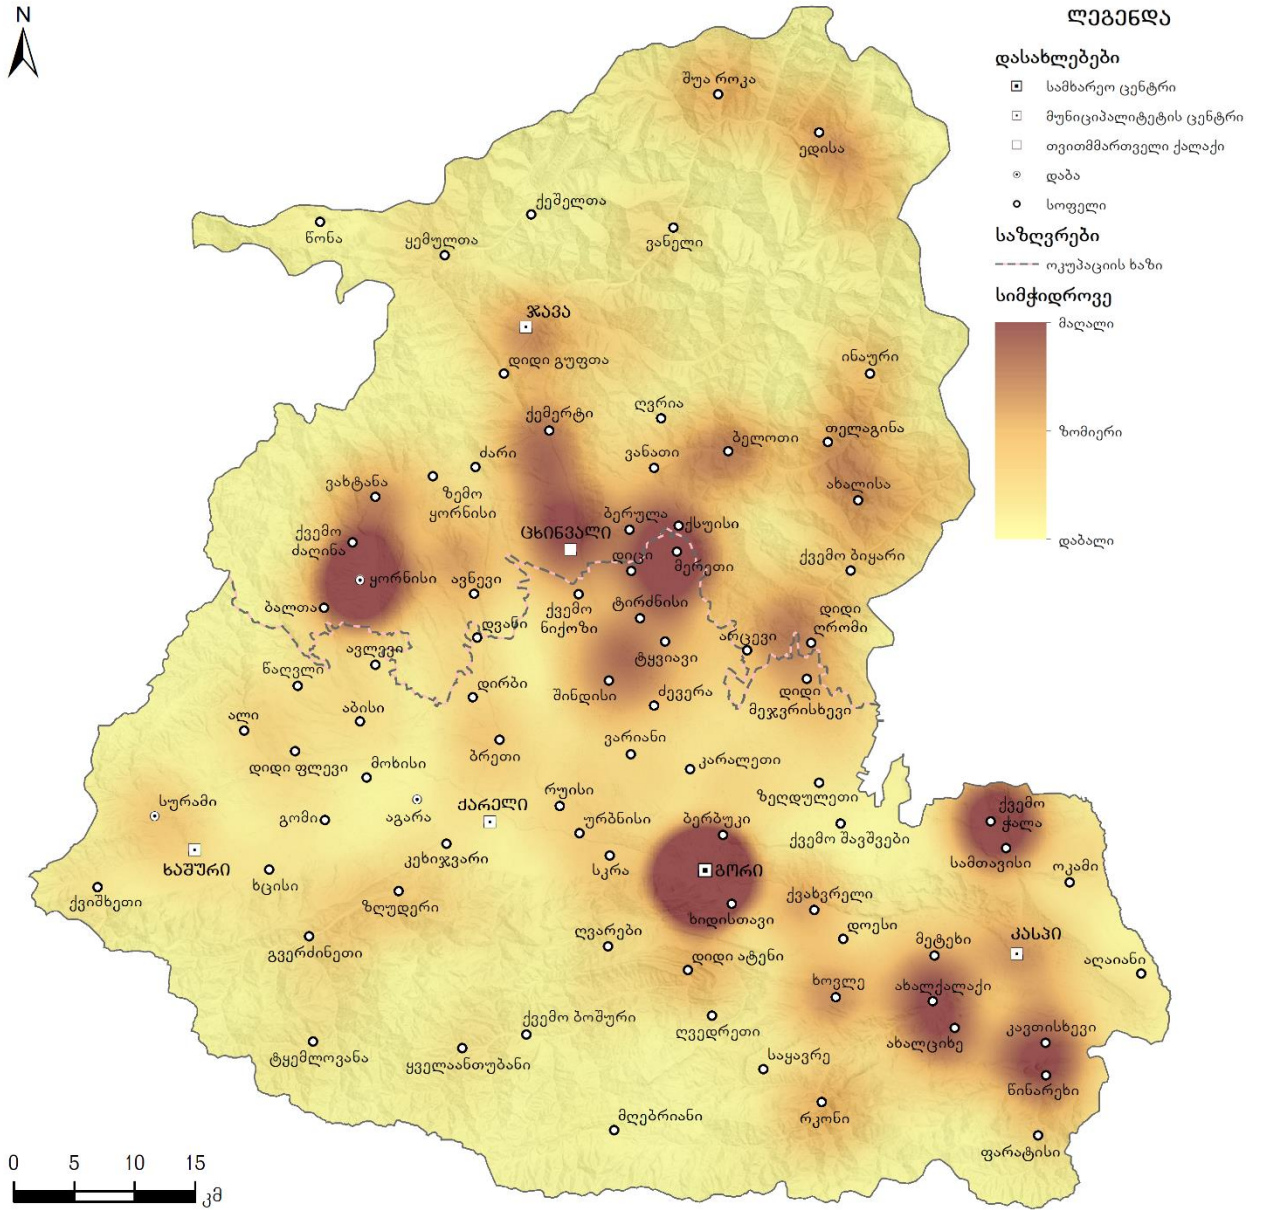 N
ლეგენდა
დასახლებები
სამხარეო ცენტრი
მუნიციპალიტეტის ცენტრი
თვითმმართველი ქალაქი
დაბა
სოფელი
საზღვრები
ოკუპაციის ხაზი
სიმჭიდროვე
მაღალი
ზომიერი
დაბალი
შუა როკა
ედისა
ქეშელთა
წონა
ყემულთა
ვანელი
ჯავა
დიდი გუფთა
ინაური
ღვრია
ქემერტი
თელაგინა
ბელოთი
ძარი
ვანათი
ვახტანა
ზემო
ყორნისი
ახალისა
ბერულა
ქსუისი
ქვემო
ძაღინა
ცხინვალი
დიცი
მერეთი
ქვემო ბიყარი
ყორნისი
ავნევი
ბალთა
ქვემო
ნიქოზი
ტირძნისი
დიდი
ღრომი
დვანი
არცევი
ავლევი
ტყვიავი
წაღვლი
დირბი
შინდისი
ძევერა
დიდი
მეჯვრისხევი
აბისი
ალი
ვარიანი
ბრეთი
დიდი ფლევი
მოხისი
კარალეთი
რუისი
ზეღდულეთი
სურამი
აგარა
ქარელი
ქვემო
ჭალა
გომი
ურბნისი
ბერბუკი
ქვემო შავშვები
კეხიჯვარი
სკრა
სამთავისი
ხაშური
გორი
ოკამი
ხცისი
ქვიშხეთი
ზღუდერი
ქვახვრელი
ხიდისთავი
დოესი
ღვარები
კასპი
გვერძინეთი
მეტეხი
დიდი ატენი
აღაიანი
ხოვლე
ახალქალაქი
ქვემო ბოშური
ღვედრეთი
კავთისხევი
ახალციხე
ტყემლოვანა
ყველაანთუბანი
საყავრე
წინარეხი
რკონი
მღებრიანი
ფარატისი
0 5 10 15
კმ